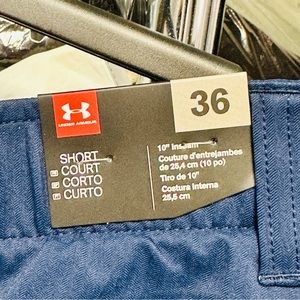 UNDER ARMOUR
36
SHORT
COURT
CORTO
CURTO
10" Inseam
Couture d'entrejambes
de 25,4 cm (10 po)
Tiro de 10"
Costura Interna
25,5 cm